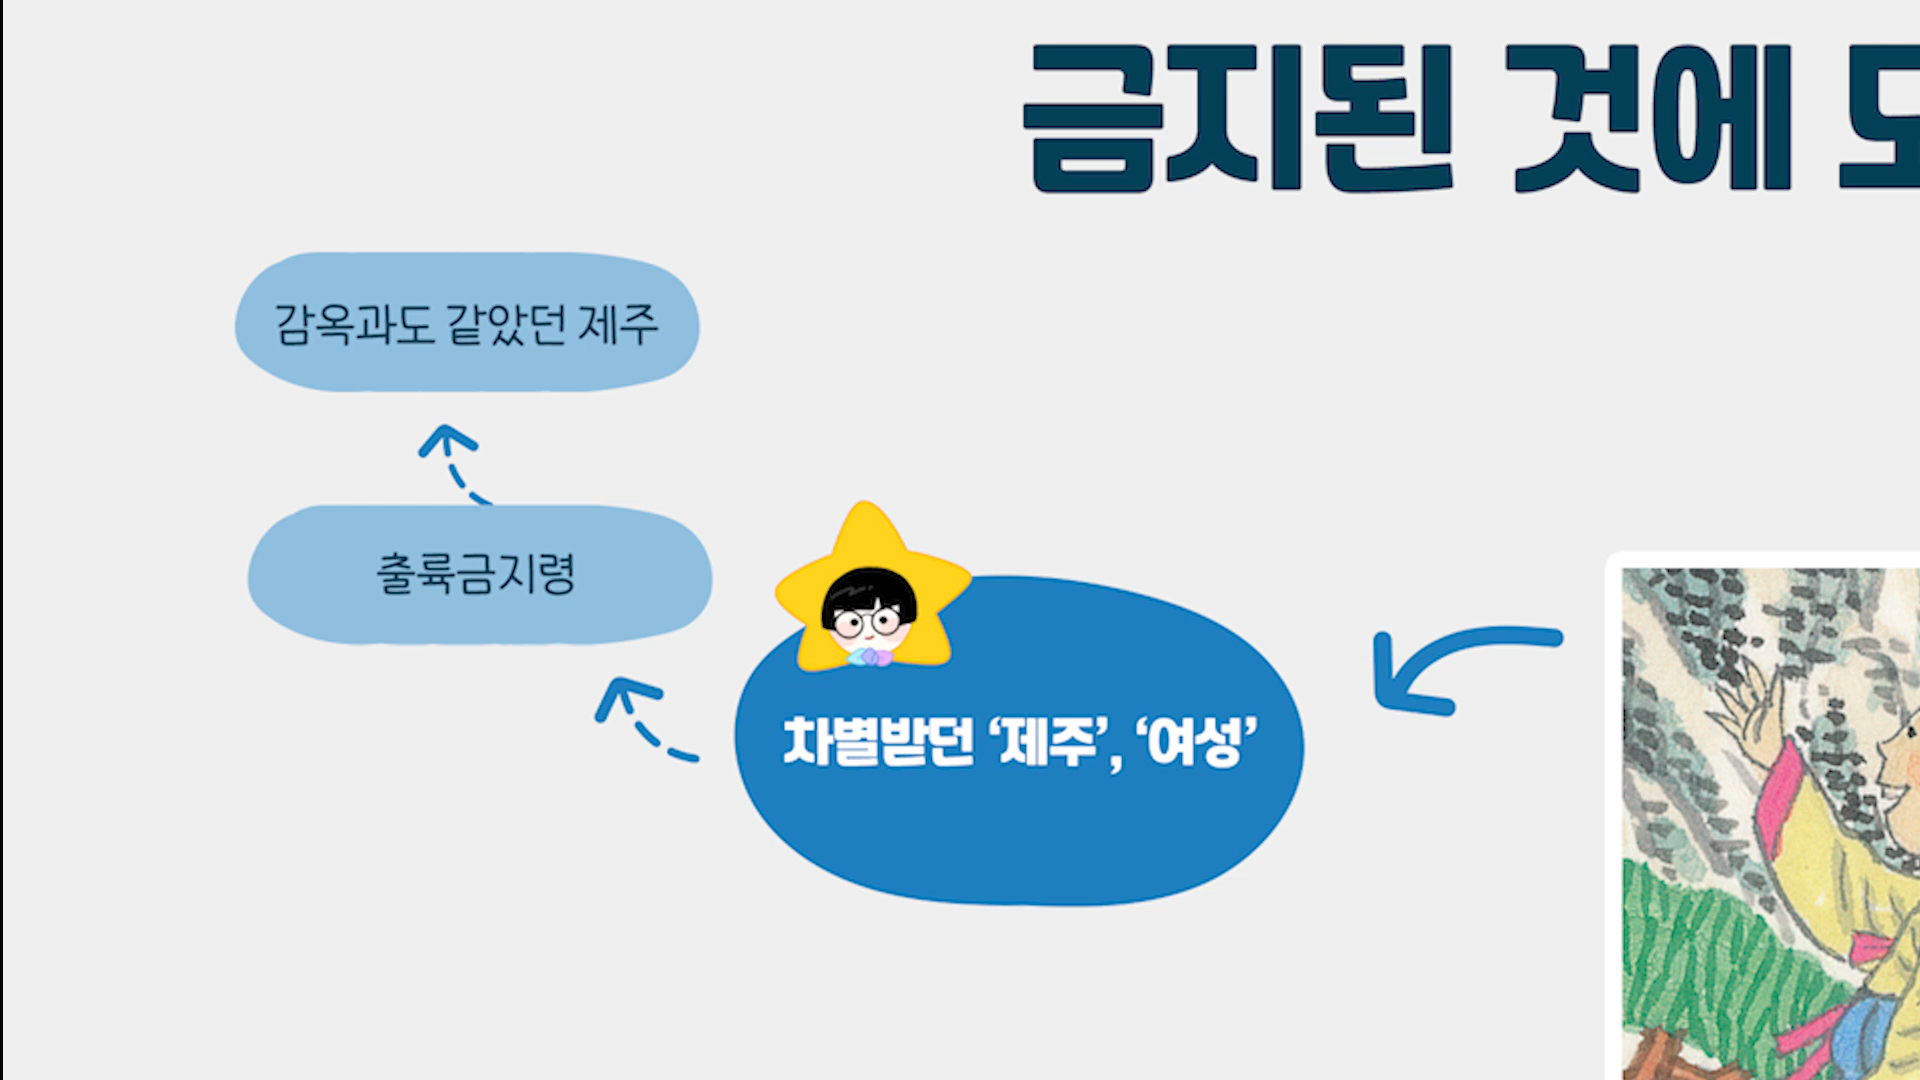 금지된 것에 도
감옥과도 같았던 제주
출륙금지령
차별받던 ‘제주’, ‘여성’